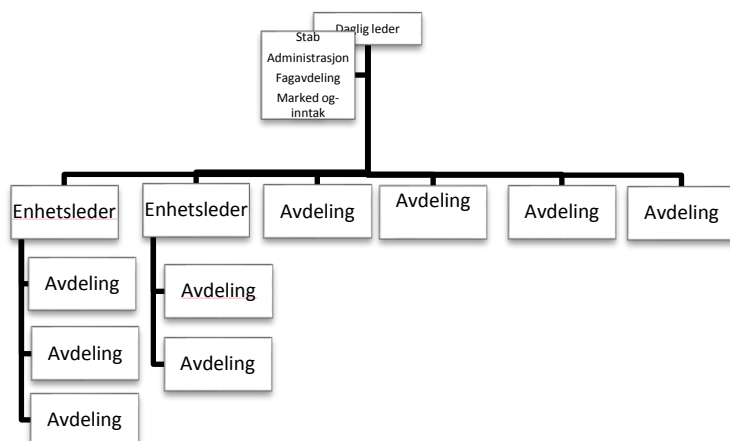 Daglig leder
Stab
Administrasjon
Fagavdeling
Marked og-
inntak
Enhetsleder
Enhetsleder
Avdeling
Avdeling
Avdeling
Avdeling
Avdeling
Avdeling
Avdeling
Avdeling
Avdeling